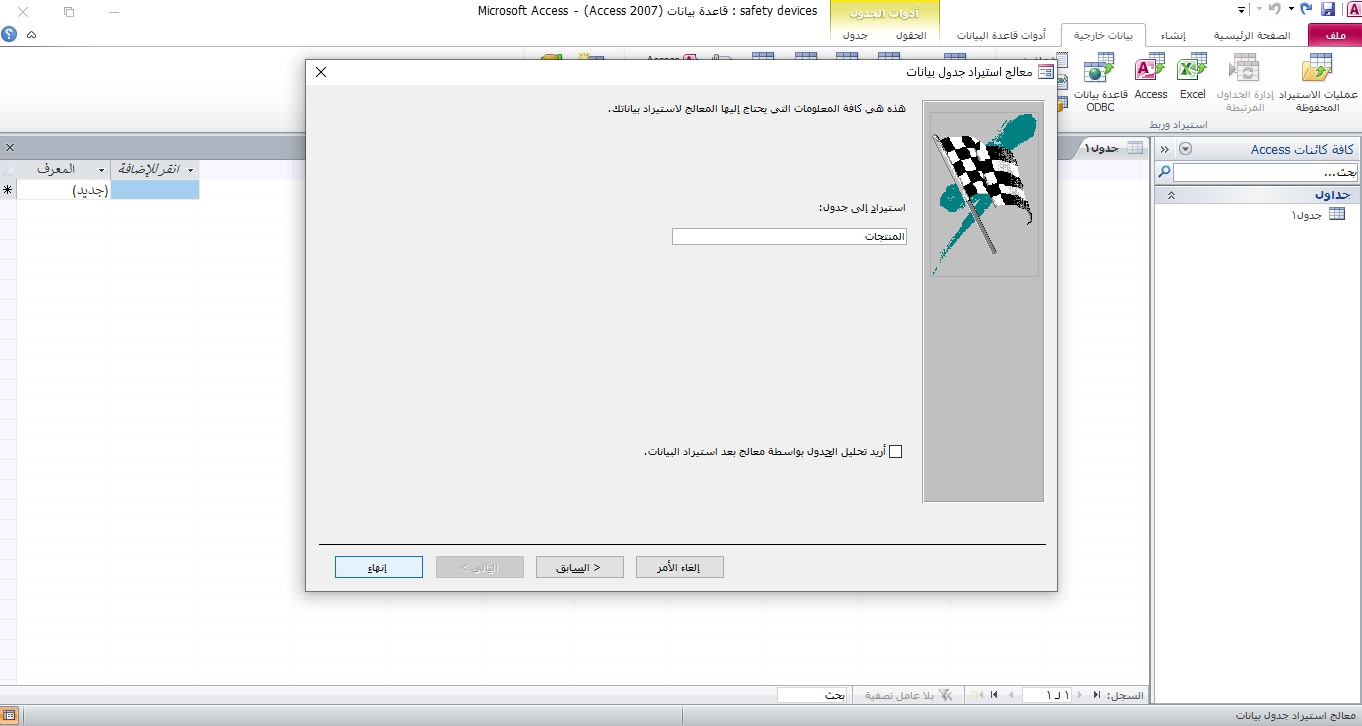 safety devices : قاعدة بيانات (Access 2007) - Microsoft Access
أدوات الجدول
ملف
الصفحة الرئيسية
إنشاء
بيانات خارجية
أدوات قاعدة البيانات
الحقول
جدول
عمليات الاستيراد المحفوظة
إدارة الجداول المرتبطة
Excel
Access
قاعدة بيانات ODBC
استيراد وربط
كافة كائنات Access
بحث...
جداول
جدول١
جدول١
المعرف
انقر للإضافة
(جديد)
معالج استيراد جدول بيانات
هذه هي كافة المعلومات التي يحتاج إليها المعالج لاستيراد بياناتك.
استيراد إلى جدول:
المنتجات
أريد تحليل الجدول بواسطة معالج بعد استيراد البيانات.
إلغاء الأمر
< السابق
التالي >
إنهاء
السجل:
١ لـ ١
بلا عامل تصفية
بحث
معالج استيراد جدول بيانات